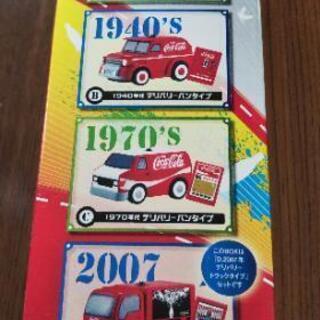 1940's
Coca-Cola
B
1940年代 デリバリーバンタイプ
1970's
Coca-Cola
C
1970年代 デリバリーバンタイプ
2007
このBOXは
「D.2007年
デリバリー
トラックタイプ」
セットです